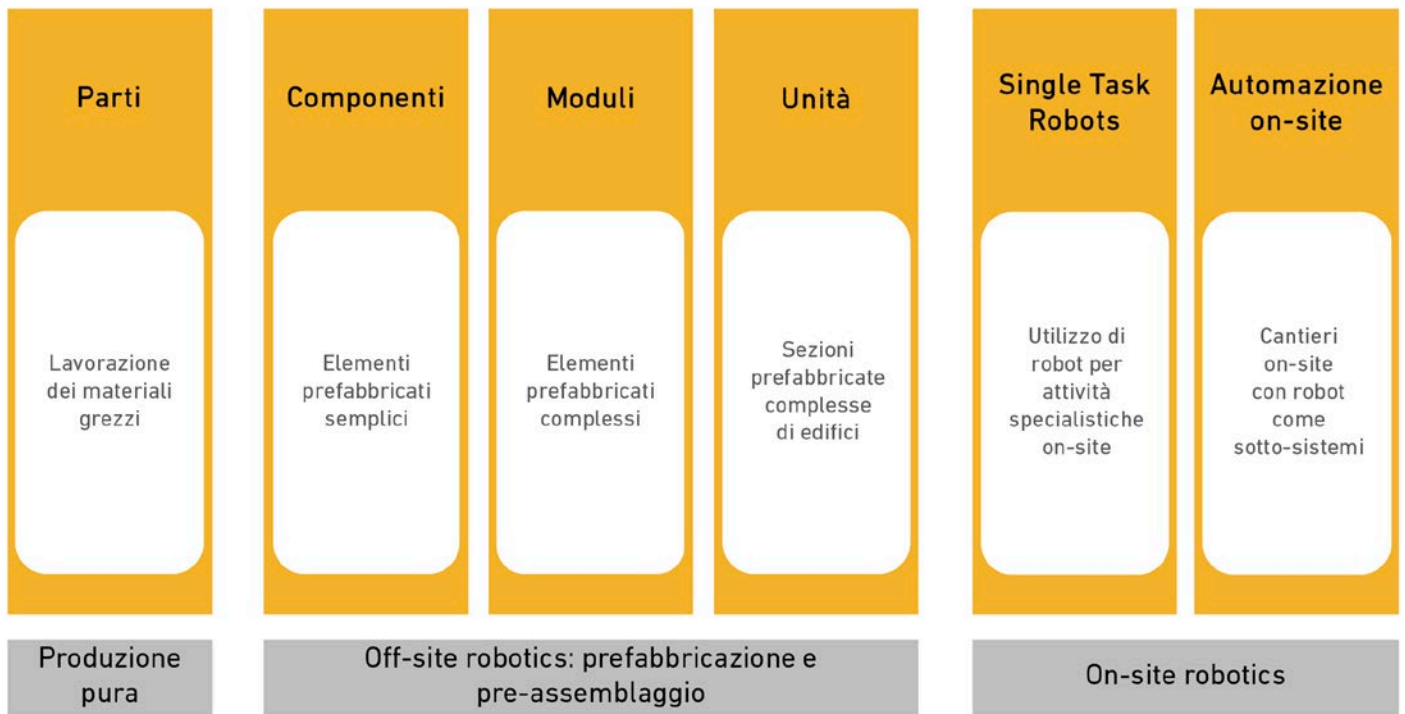 Parti
Lavorazione
dei materiali
grezzi
Componenti
Elementi
prefabbricati
semplici
Moduli
Elementi
prefabbricati
complessi
Unità
Sezioni
prefabbricate
complesse
di edifici
Single Task
Robots
Utilizzo di
robot per
attività
specialistiche
on-site
Automazione
on-site
Cantieri
on-site
con robot
come
sotto-sistemi
Produzione
pura
Off-site robotics: prefabbricazione e
pre-assemblaggio
On-site robotics